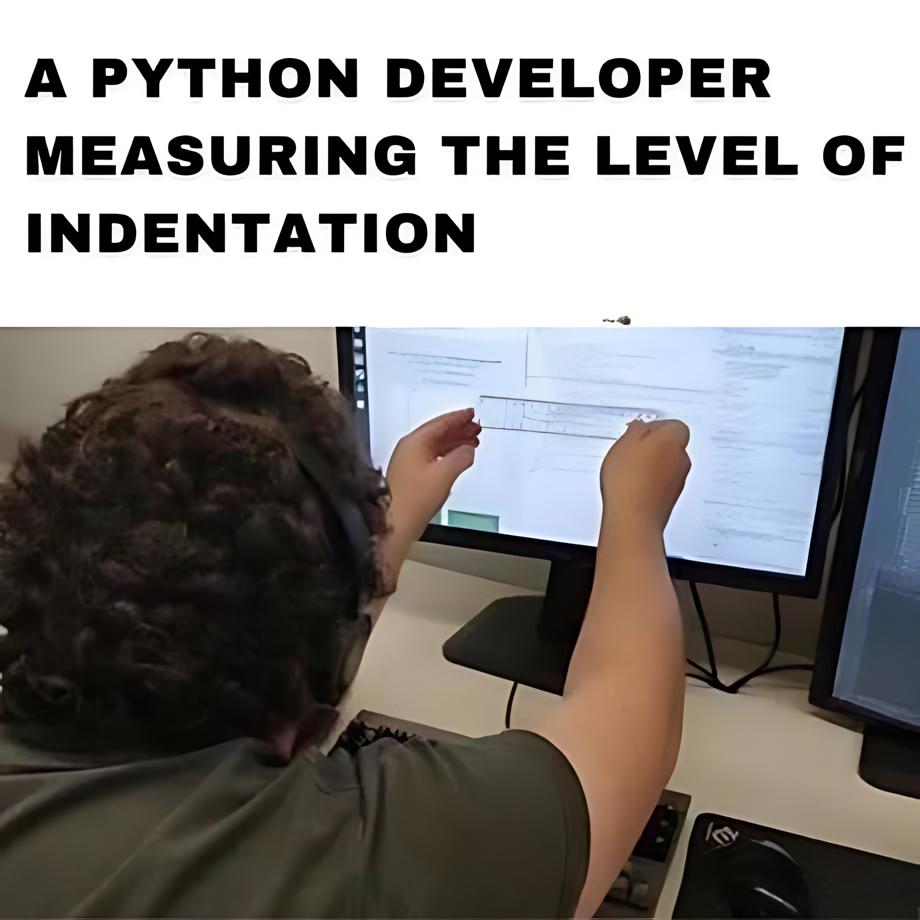 A PYTHON DEVELOPER
MEASURING THE LEVEL OF
INDENTATION